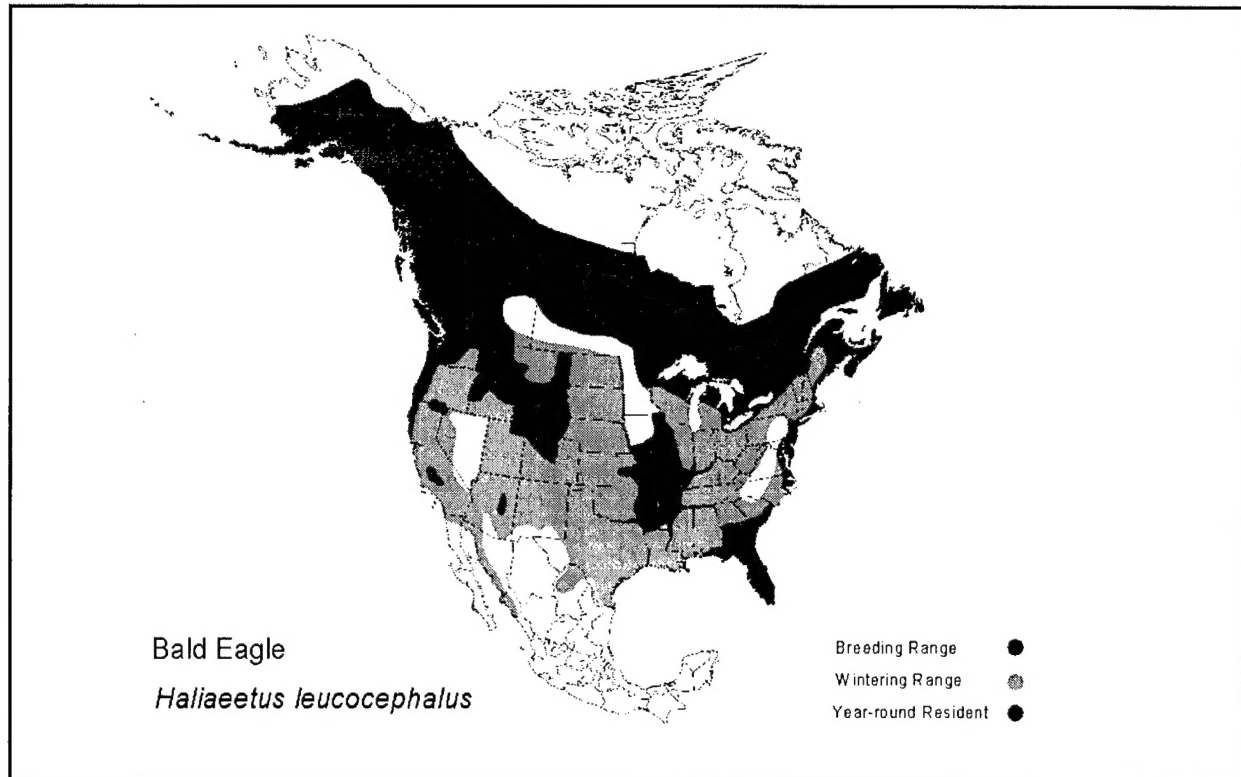 Bald Eagle
Haliaeetus leucocephalus
Breeding Range
Wintering Range
Year-round Resident